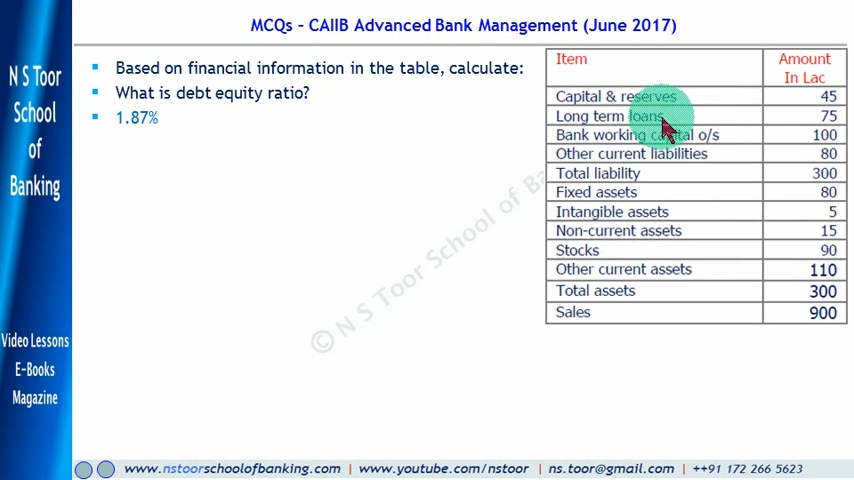 MCQs – CAIIB Advanced Bank Management (June 2017)
N S Toor
School
of
Banking
Video Lessons
E-Books
Magazine
Based on financial information in the table, calculate:
What is debt equity ratio?
1.87%
Item Amount In Lac
Capital & reserves 45
Long term loans 75
Bank working capital o/s 100
Other current liabilities 80
Total liability 300
Fixed assets 80
Intangible assets 5
Non-current assets 15
Stocks 90
Other current assets 110
Total assets 300
Sales 900
© N S Toor School of Ba
www.nstoorschoolofbanking.com | www.youtube.com/nstoor | ns.toor@gmail.com | ++91 172 266 5623